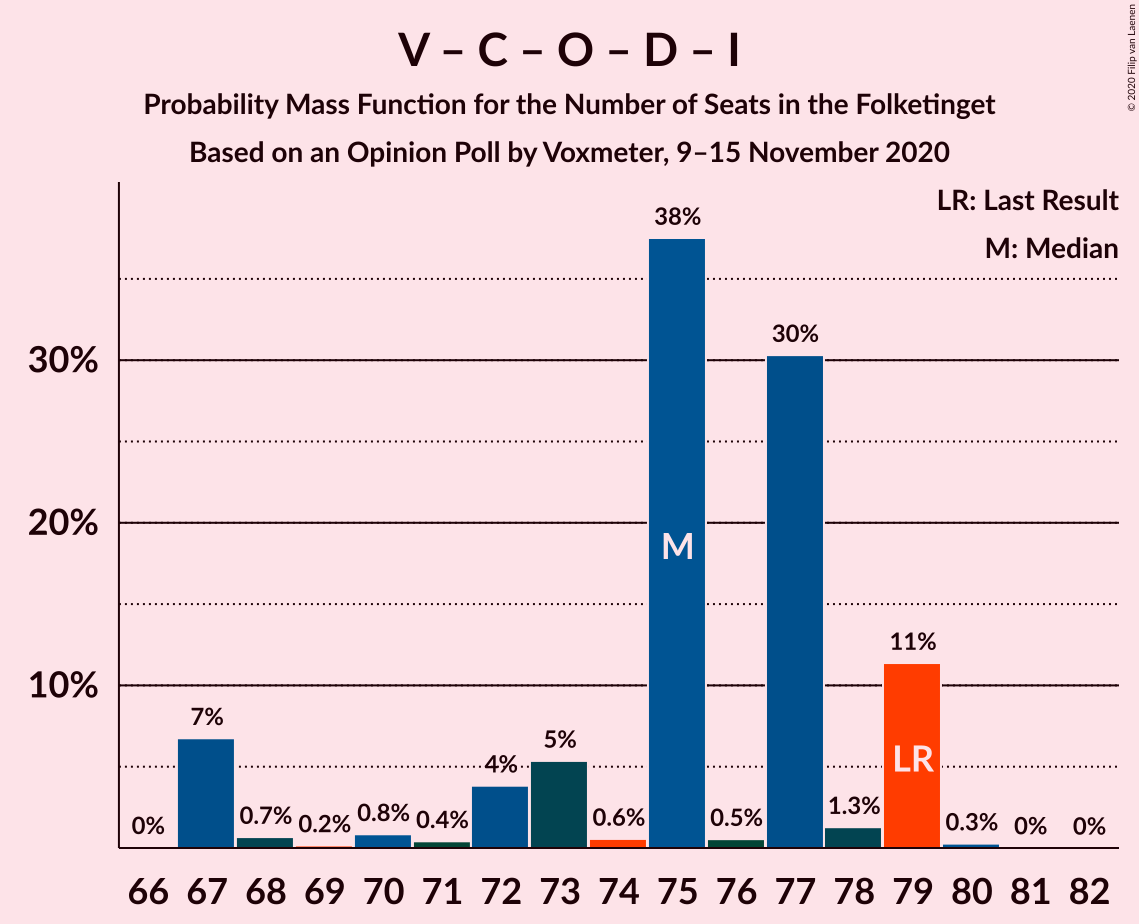 V – C – O – D – I
Probability Mass Function for the Number of Seats in the Folketinget
Based on an Opinion Poll by Voxmeter, 9–15 November 2020
© 2020 Filip van Laenen
LR: Last Result
M: Median
38%
30%
30%
20%
M
11%
10%
7%
5%
4%
LR
0%
0.7%
0.2%
0.8%
0.4%
0.6%
0.5%
1.3%
0.3%
0%
0%
66 67 68 69 70 71 72 73 74 75 76 77 78 79 80 81 82